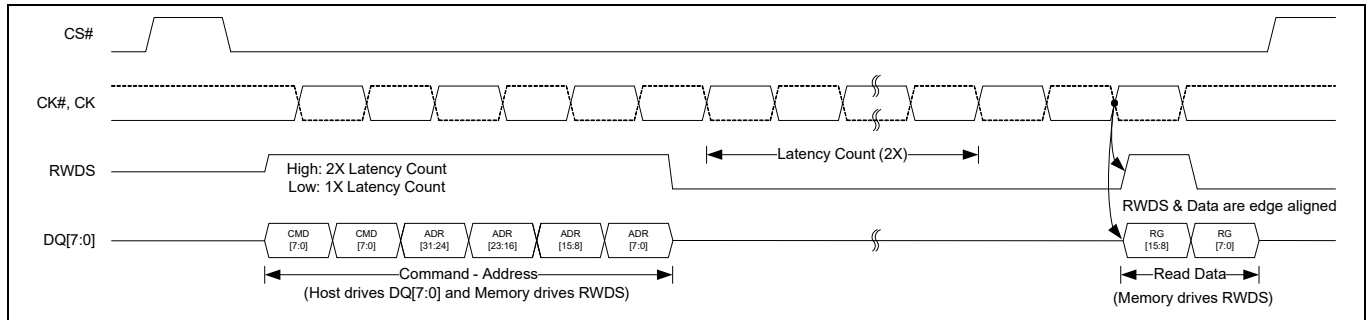 CS#
CK#, CK
Latency Count (2X)
RWDS
High: 2X Latency Count
Low: 1X Latency Count
RWDS & Data are edge aligned
DQ[7:0]
CMD
[7:0]
CMD
[7:0]
ADR
[31:24]
ADR
[23:16]
ADR
[15:8]
ADR
[7:0]
RG
[15:8]
RG
[7:0]
Command - Address
(Host drives DQ[7:0] and Memory drives RWDS)
Read Data
(Memory drives RWDS)